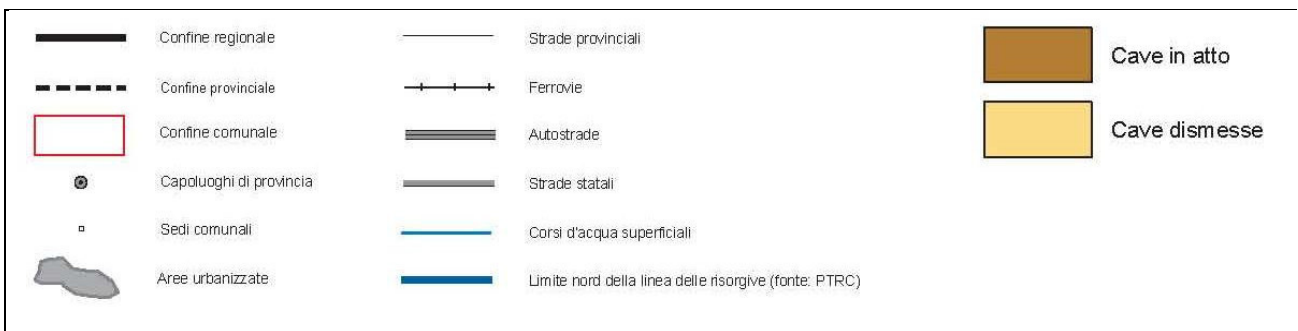 Confine regionale
Confine provinciale
Confine comunale
Capoluoghi di provincia
Sedi comunali
Aree urbanizzate
Strade provinciali
Ferrovie
Autostrade
Strade statali
Corsi d'acqua superficiali
Limite nord della linea delle risorgive (fonte: PTRC)
Cave in atto
Cave dismesse